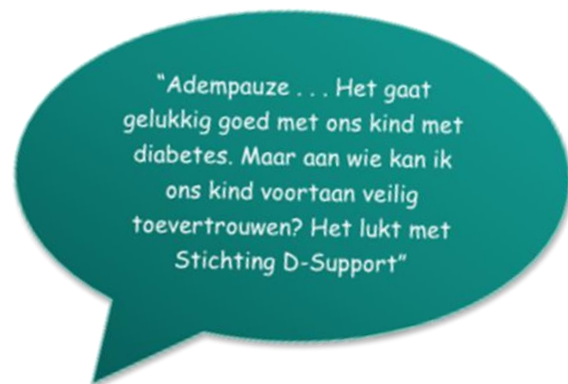 “Adempauze . . . Het gaat
gelukkig goed met ons kind met
diabetes. Maar aan wie kan ik
ons kind voortaan veilig
toevertrouwen? Het lukt met
Stichting D-Support”